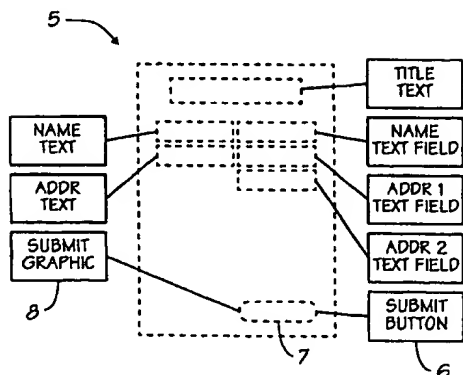 5
TITLE
TEXT
NAME
TEXT
NAME
TEXT FIELD
ADDR
TEXT
ADDR 1
TEXT FIELD
SUBMIT
GRAPHIC
ADDR 2
TEXT FIELD
8
SUBMIT
BUTTON
7
6